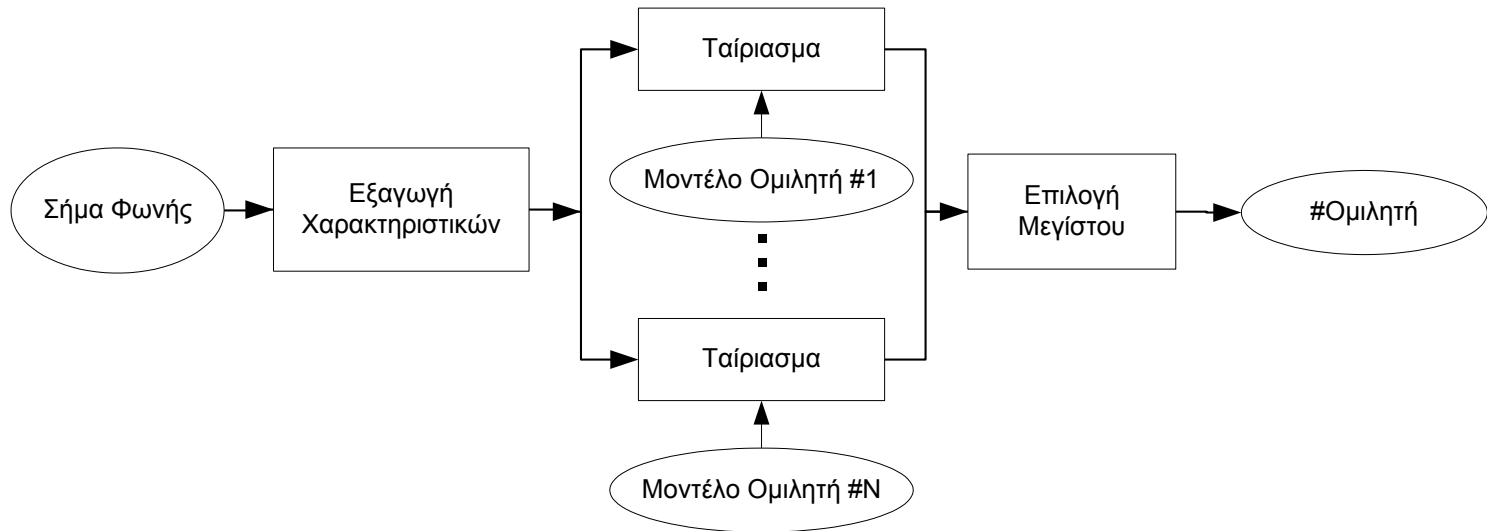 Ταίριασμα
Μοντέλο Ομιλητή #1
Σήμα Φωνής
Εξαγωγή
Χαρακτηριστικών
Επιλογή
Μεγίστου
#Ομιλητή
Ταίριασμα
Μοντέλο Ομιλητή #N